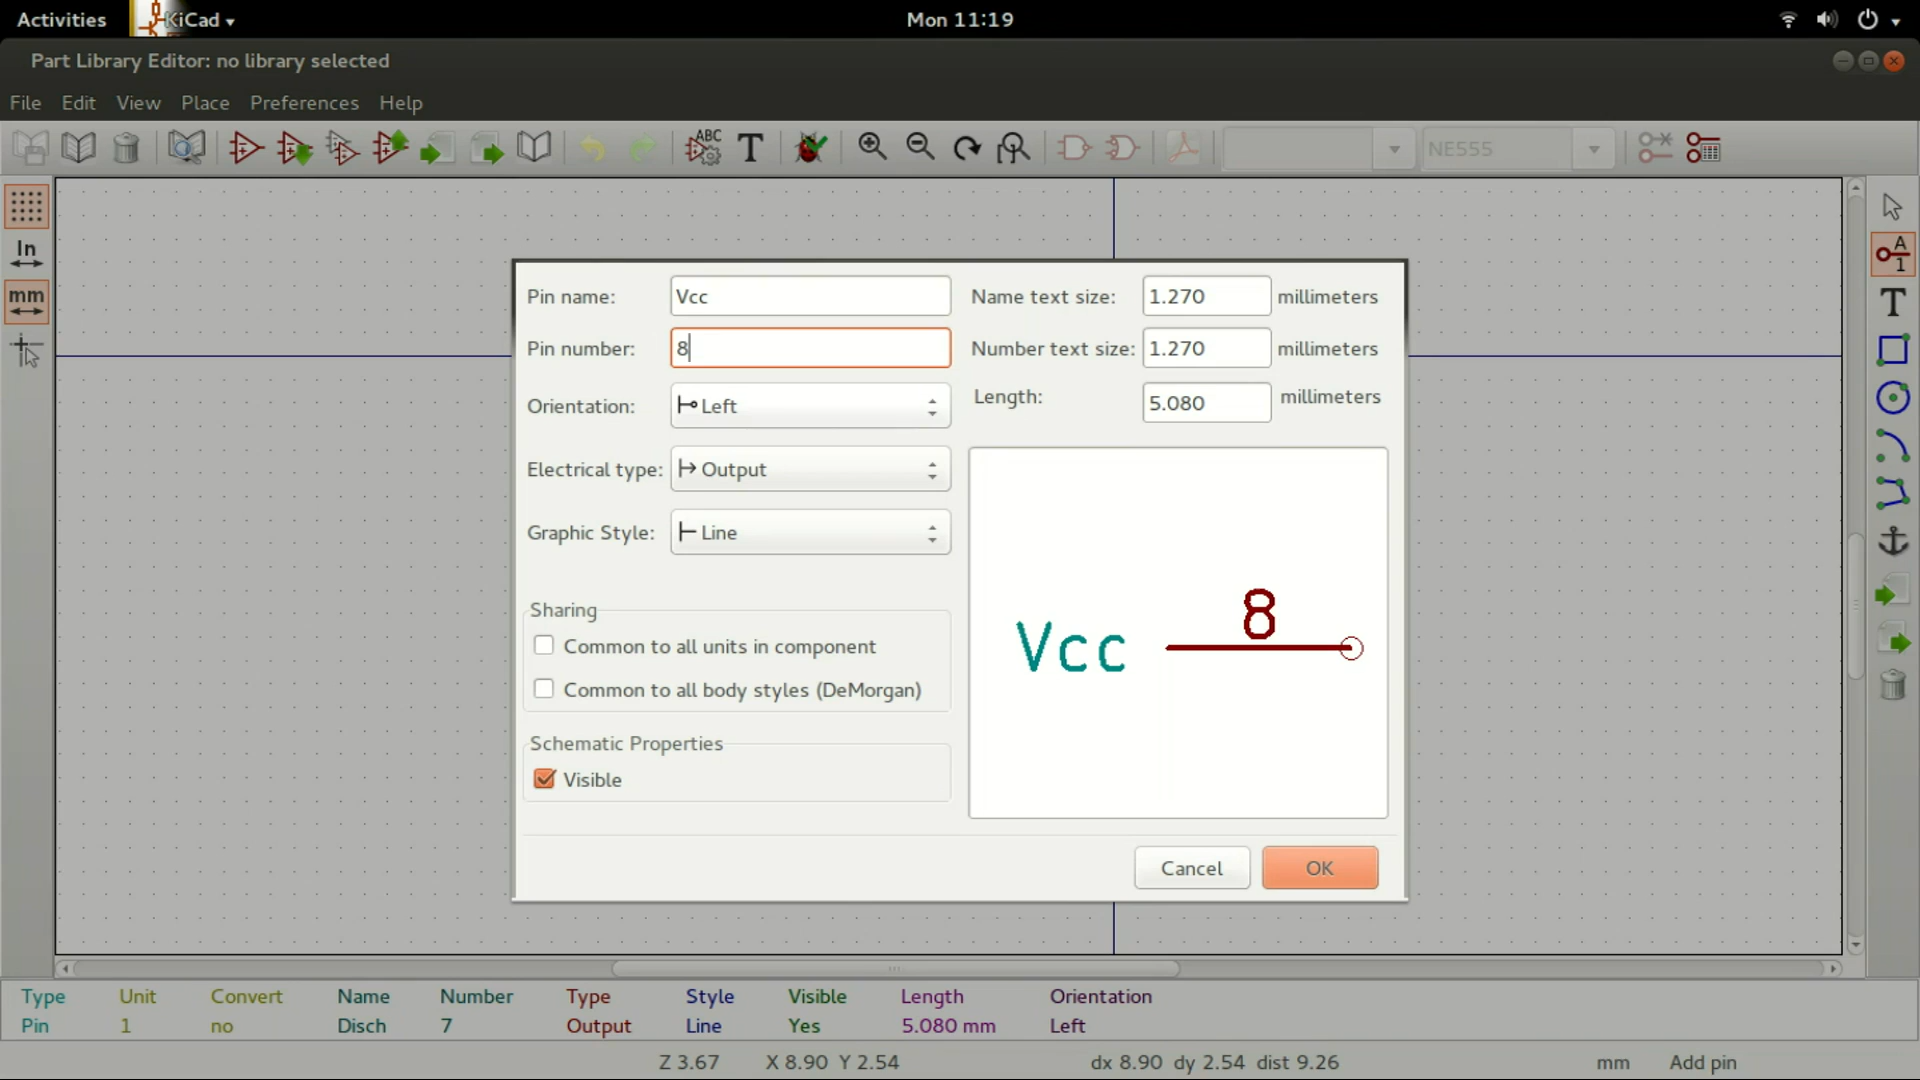 Activities KiCad Mon 11:19
Part Library Editor: no library selected
File Edit View Place Preferences Help
ABC T NE555
In
mm
A
1
T
Pin name: Vcc Name text size: 1.270 millimeters
Pin number: 8 Number text size: 1.270 millimeters
Orientation: Left Length: 5.080 millimeters
Electrical type: Output
Graphic Style: Line
Sharing
Common to all units in component
Common to all body styles (DeMorgan)
Schematic Properties
Visible
Vcc 8
Cancel OK
Type Unit Convert Name Number Type Style Visible Length Orientation
Pin 1 no Disch 7 Output Line Yes 5.080 mm Left
Z 3.67 X 8.90 Y 2.54 dx 8.90 dy 2.54 dist 9.26 mm Add pin